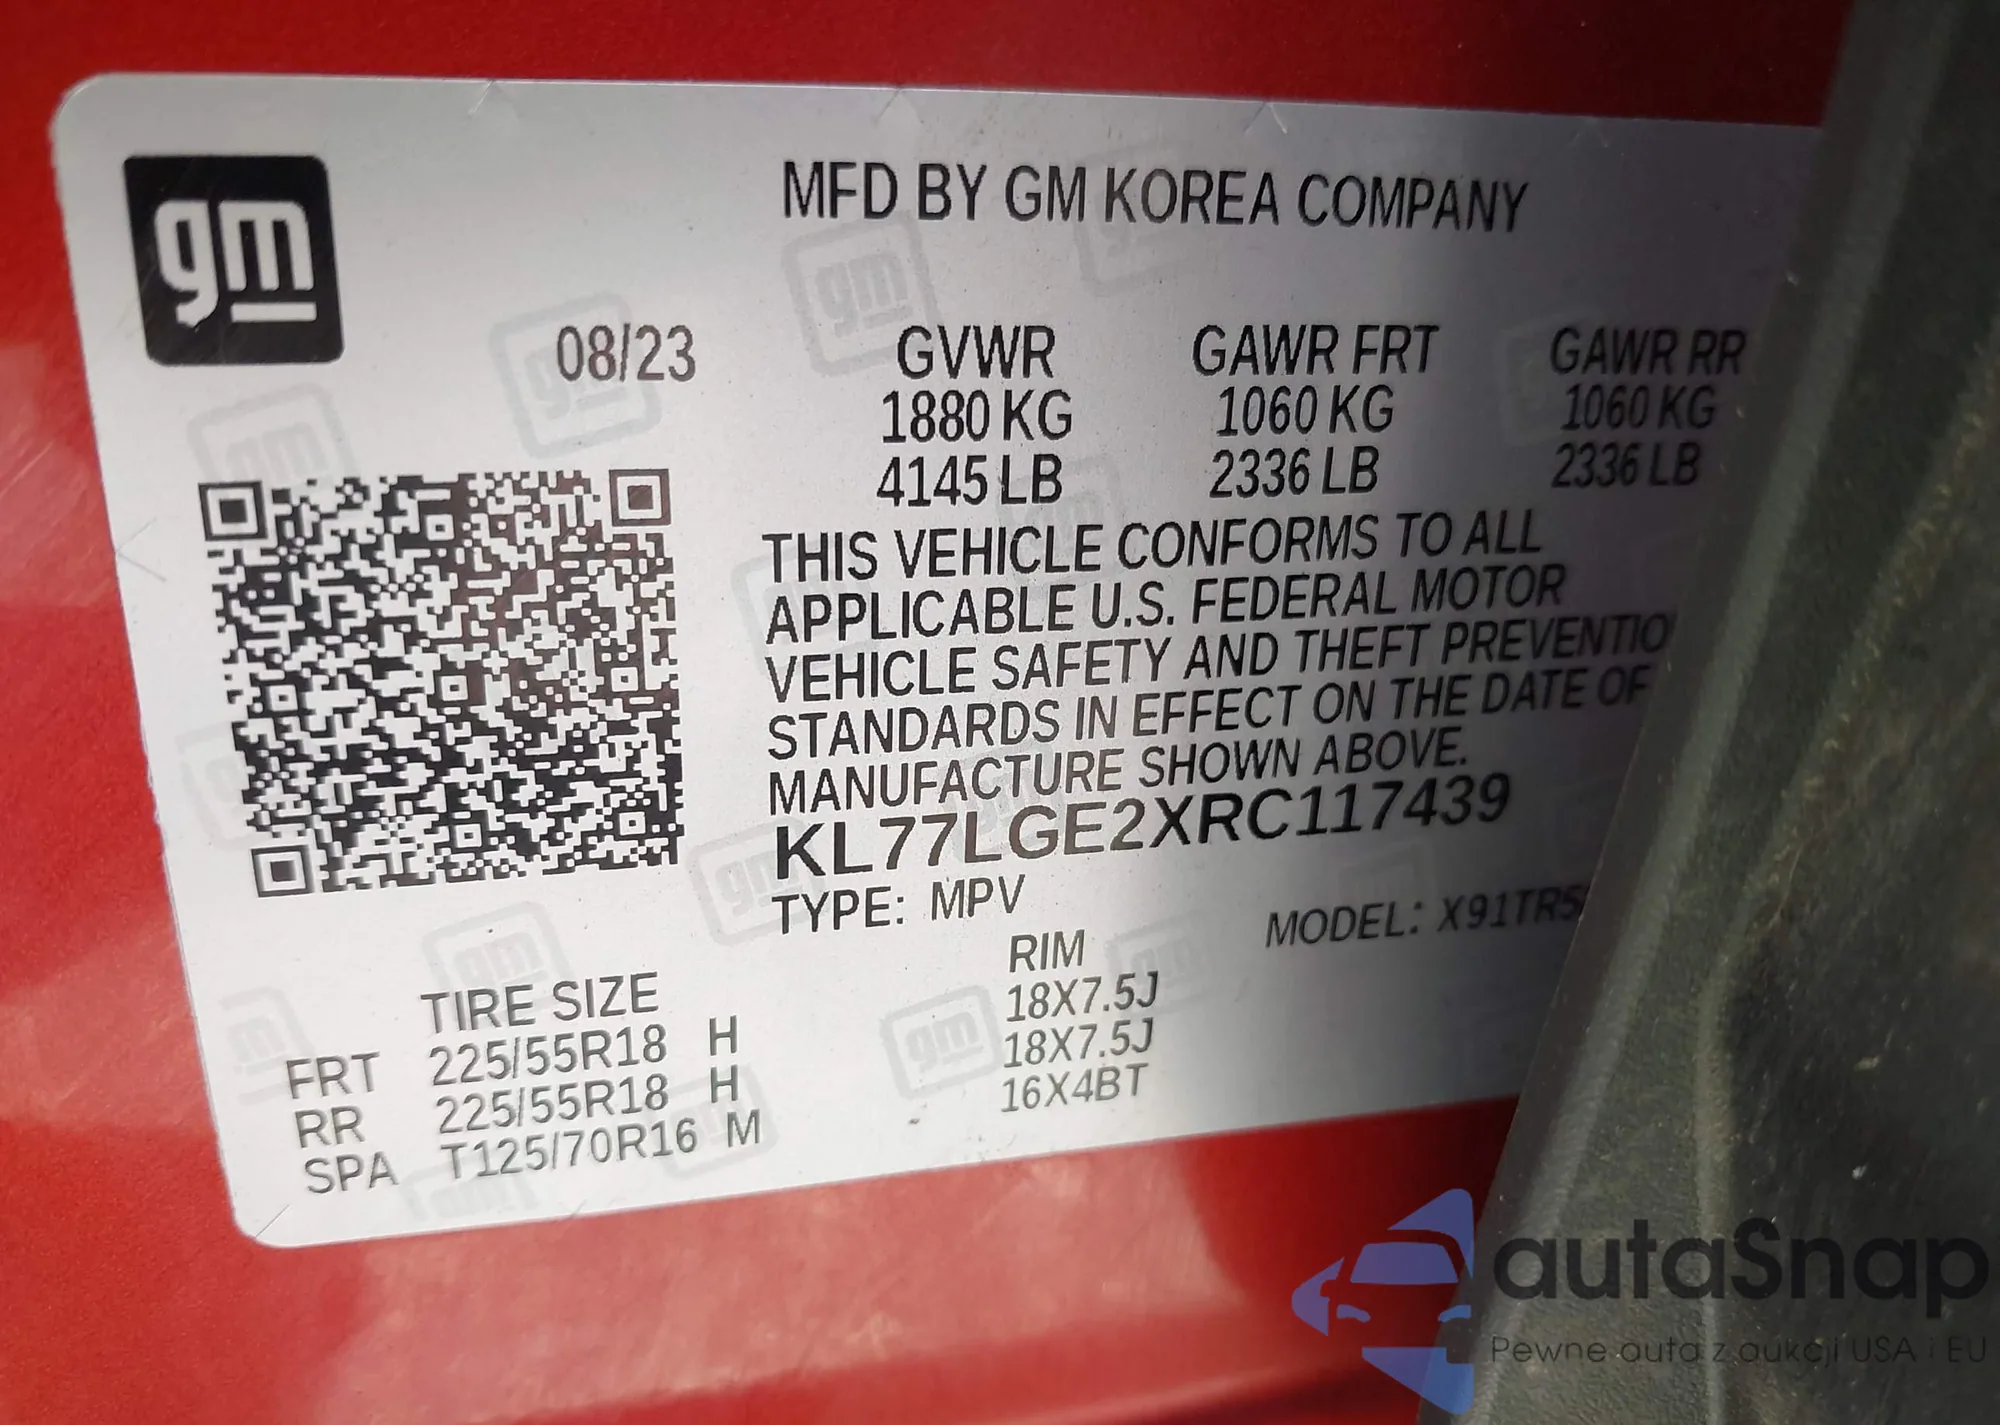 gm
MFD BY GM KOREA COMPANY
08/23
GVWR GAWR FRT GAWR RR
1880 KG 1060 KG 1060 KG
4145 LB 2336 LB 2336 LB
THIS VEHICLE CONFORMS TO ALL
APPLICABLE U.S. FEDERAL MOTOR
VEHICLE SAFETY AND THEFT PREVENTIO
STANDARDS IN EFFECT ON THE DATE OF
MANUFACTURE SHOWN ABOVE.
KL77LGE2XRC117439
TYPE: MPV MODEL: X91TR5
TIRE SIZE RIM
FRT 225/55R18 H 18X7.5J
RR 225/55R18 H 18X7.5J
SPA T125/70R16 M 16X4BT
autaSnap
Pewne auta z aukcji USA i EU